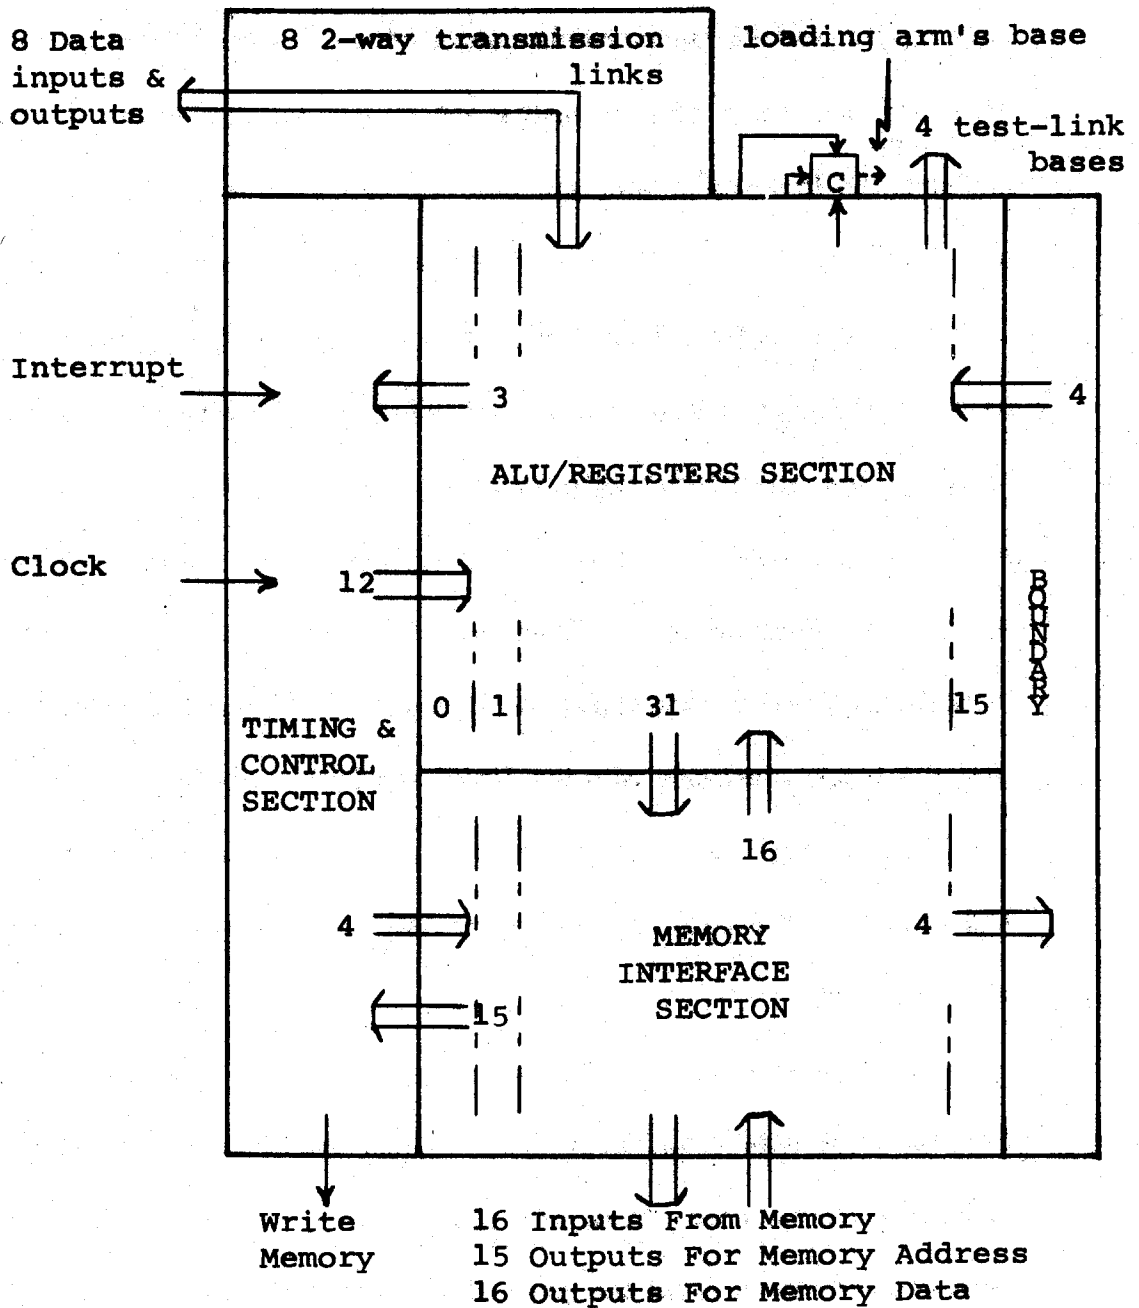 8 Data
inputs &
outputs
8 2-way transmission
links
loading arm's base
4 test-link
bases
C
Interrupt
3
4
ALU/REGISTERS SECTION
Clock
12
BOUNDARY
0
1
31
15
TIMING &
CONTROL
SECTION
16
4
MEMORY
INTERFACE
SECTION
4
15
Write
Memory
16 Inputs From Memory
15 Outputs For Memory Address
16 Outputs For Memory Data